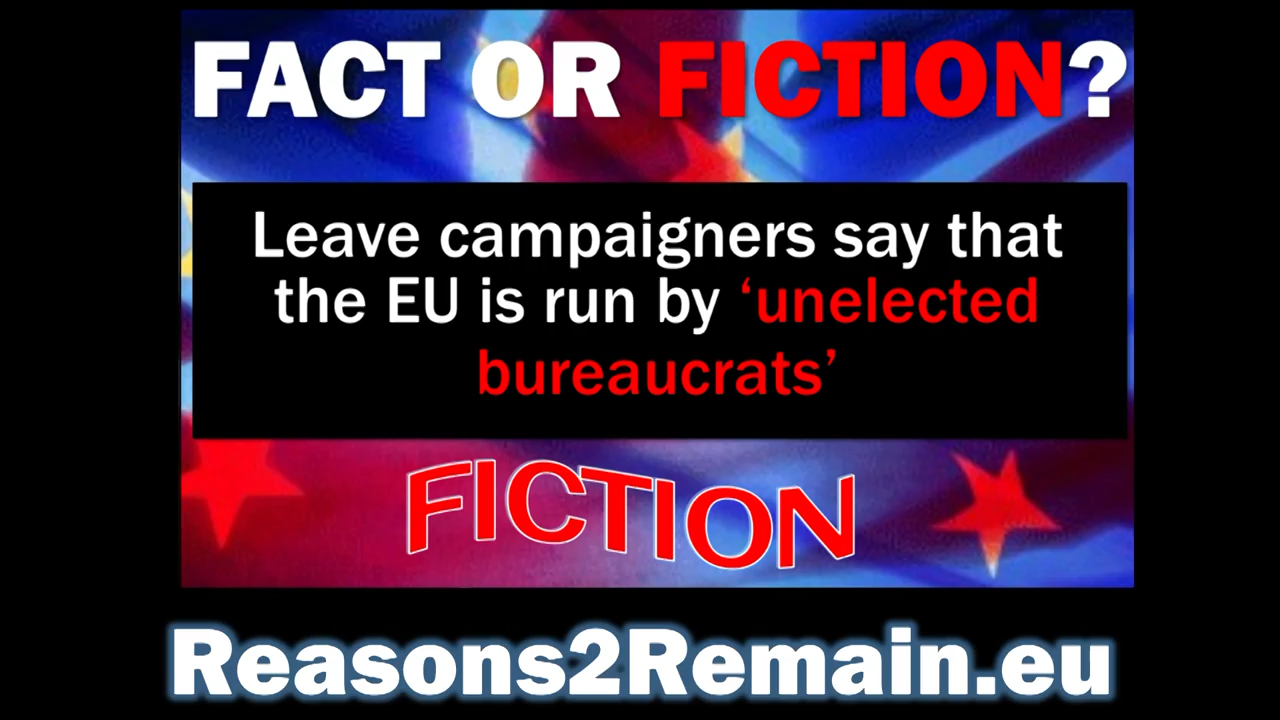 FACT OR FICTION?
Leave campaigners say that
the EU is run by ‘unelected
bureaucrats’
FICTION
Reasons2Remain.eu